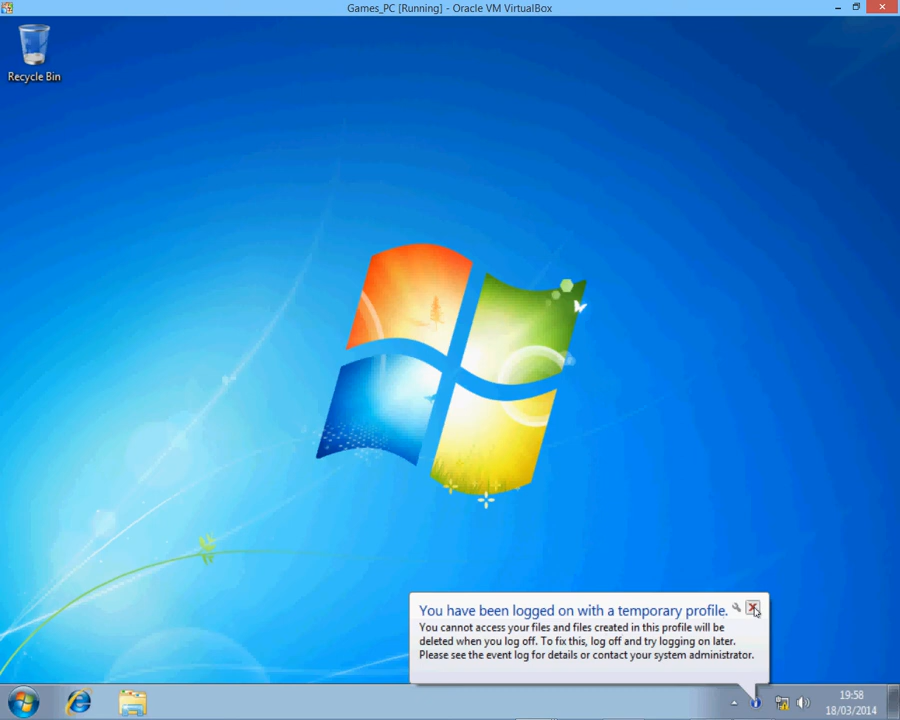 Games_PC [Running] - Oracle VM VirtualBox
Recycle Bin
You have been logged on with a temporary profile.
You cannot access your files and files created in this profile will be
deleted when you log off. To fix this, log off and try logging on later.
Please see the event log for details or contact your system administrator.
19:58
18/03/2014